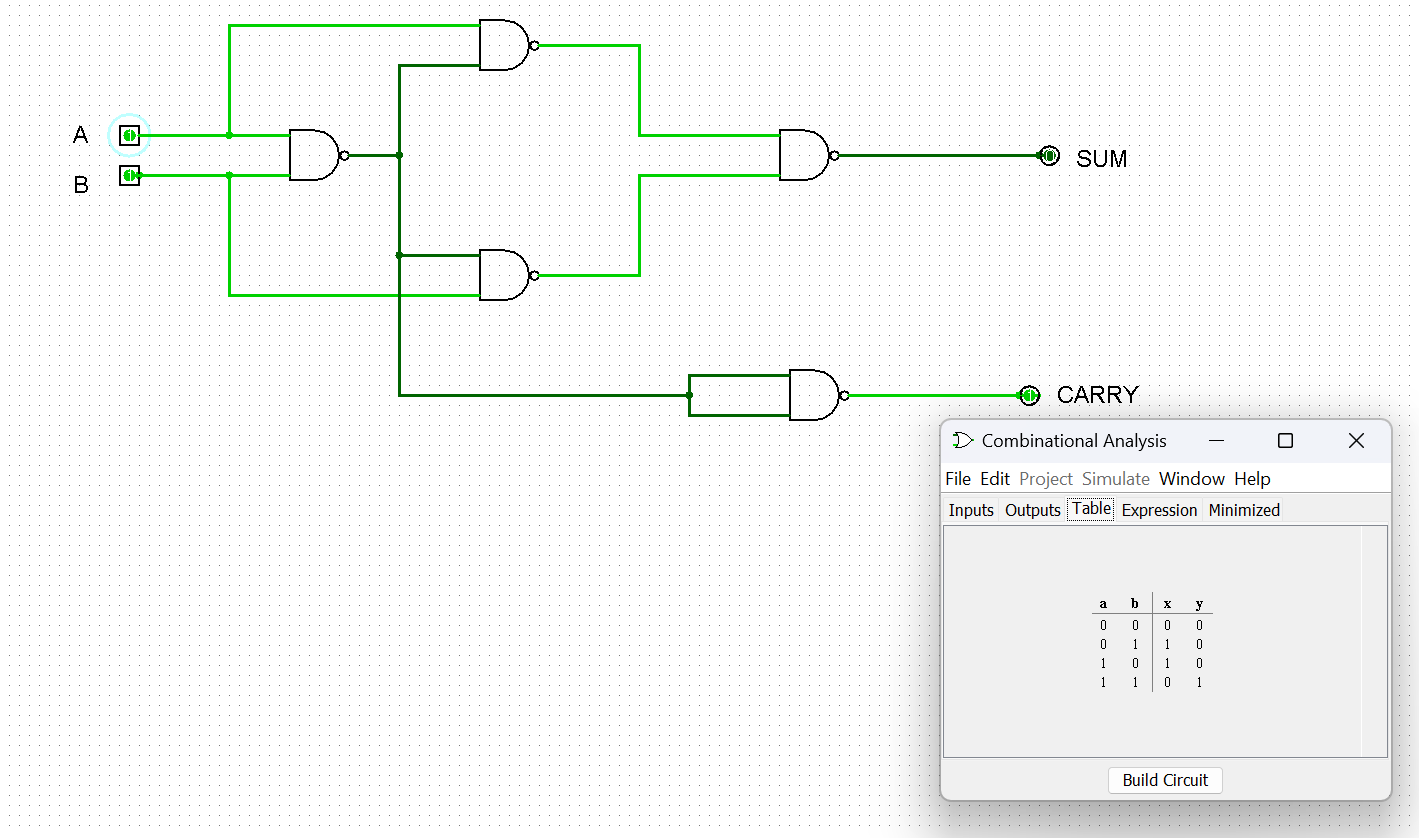 A
1
B
1
SUM
0
CARRY
1
Combinational Analysis
File Edit Project Simulate Window Help
Inputs Outputs Table Expression Minimized
a b x y
0 0 0 0
0 1 1 0
1 0 1 0
1 1 0 1
Build Circuit